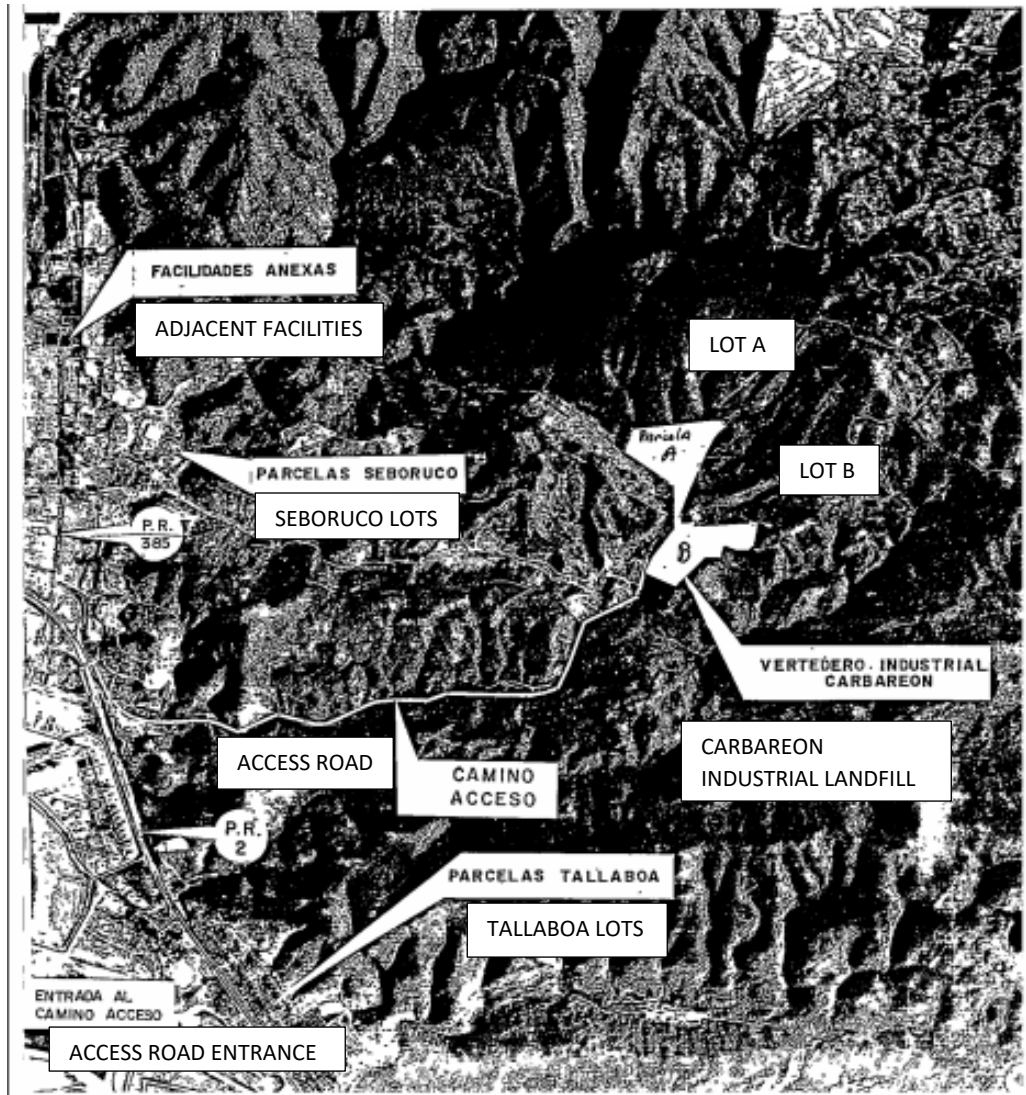 FACILIDADES ANEXAS
ADJACENT FACILITIES
LOT A
Parcela
A
LOT B
PARCELAS SEBORUCO
SEBORUCO LOTS
P.R.
385
B
VERTEDERO INDUSTRIAL
CARBAREON
ACCESS ROAD
CAMINO
ACCESO
CARBAREON
INDUSTRIAL LANDFILL
P.R.
2
PARCELAS TALLABOA
TALLABOA LOTS
ENTRADA AL
CAMINO ACCESO
ACCESS ROAD ENTRANCE